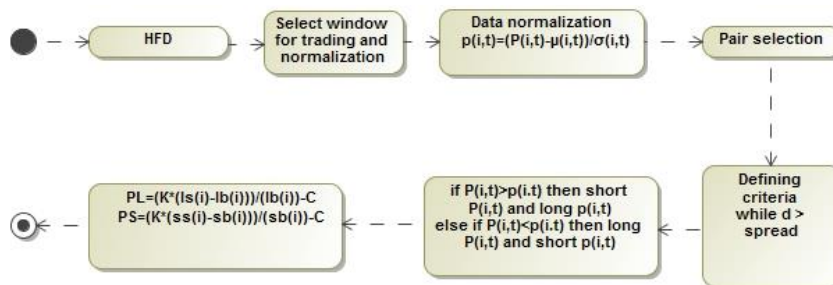 HFD
Select window
for trading and
normalization
Data normalization
p(i,t)=(P(i,t)-μ(i,t))/σ(i,t)
Pair selection
Defining
criteria
while d >
spread
if P(i,t)>p(i.t) then short
P(i,t) and long p(i,t)
else if P(i,t)<p(i.t) then long
P(i,t) and short p(i,t)
PL=(K*(ls(i)-lb(i)))/(lb(i))-C
PS=(K*(ss(i)-sb(i)))/(sb(i))-C